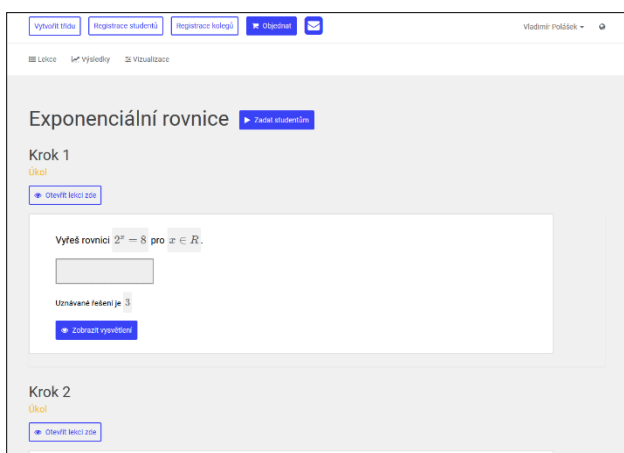 Vytvořit třídu Registrace studentů Registrace kolegů Objednat Vladimír Polášek
Lekce Výsledky Vizualizace
Exponenciální rovnice Zadat studentům
Krok 1
Úkol
Otevřít lekci zde
Vyřeš rovnici 2ˣ = 8 pro x ∈ R.
Uznávané řešení je 3
Zobrazit vysvětlení
Krok 2
Úkol
Otevřít lekci zde